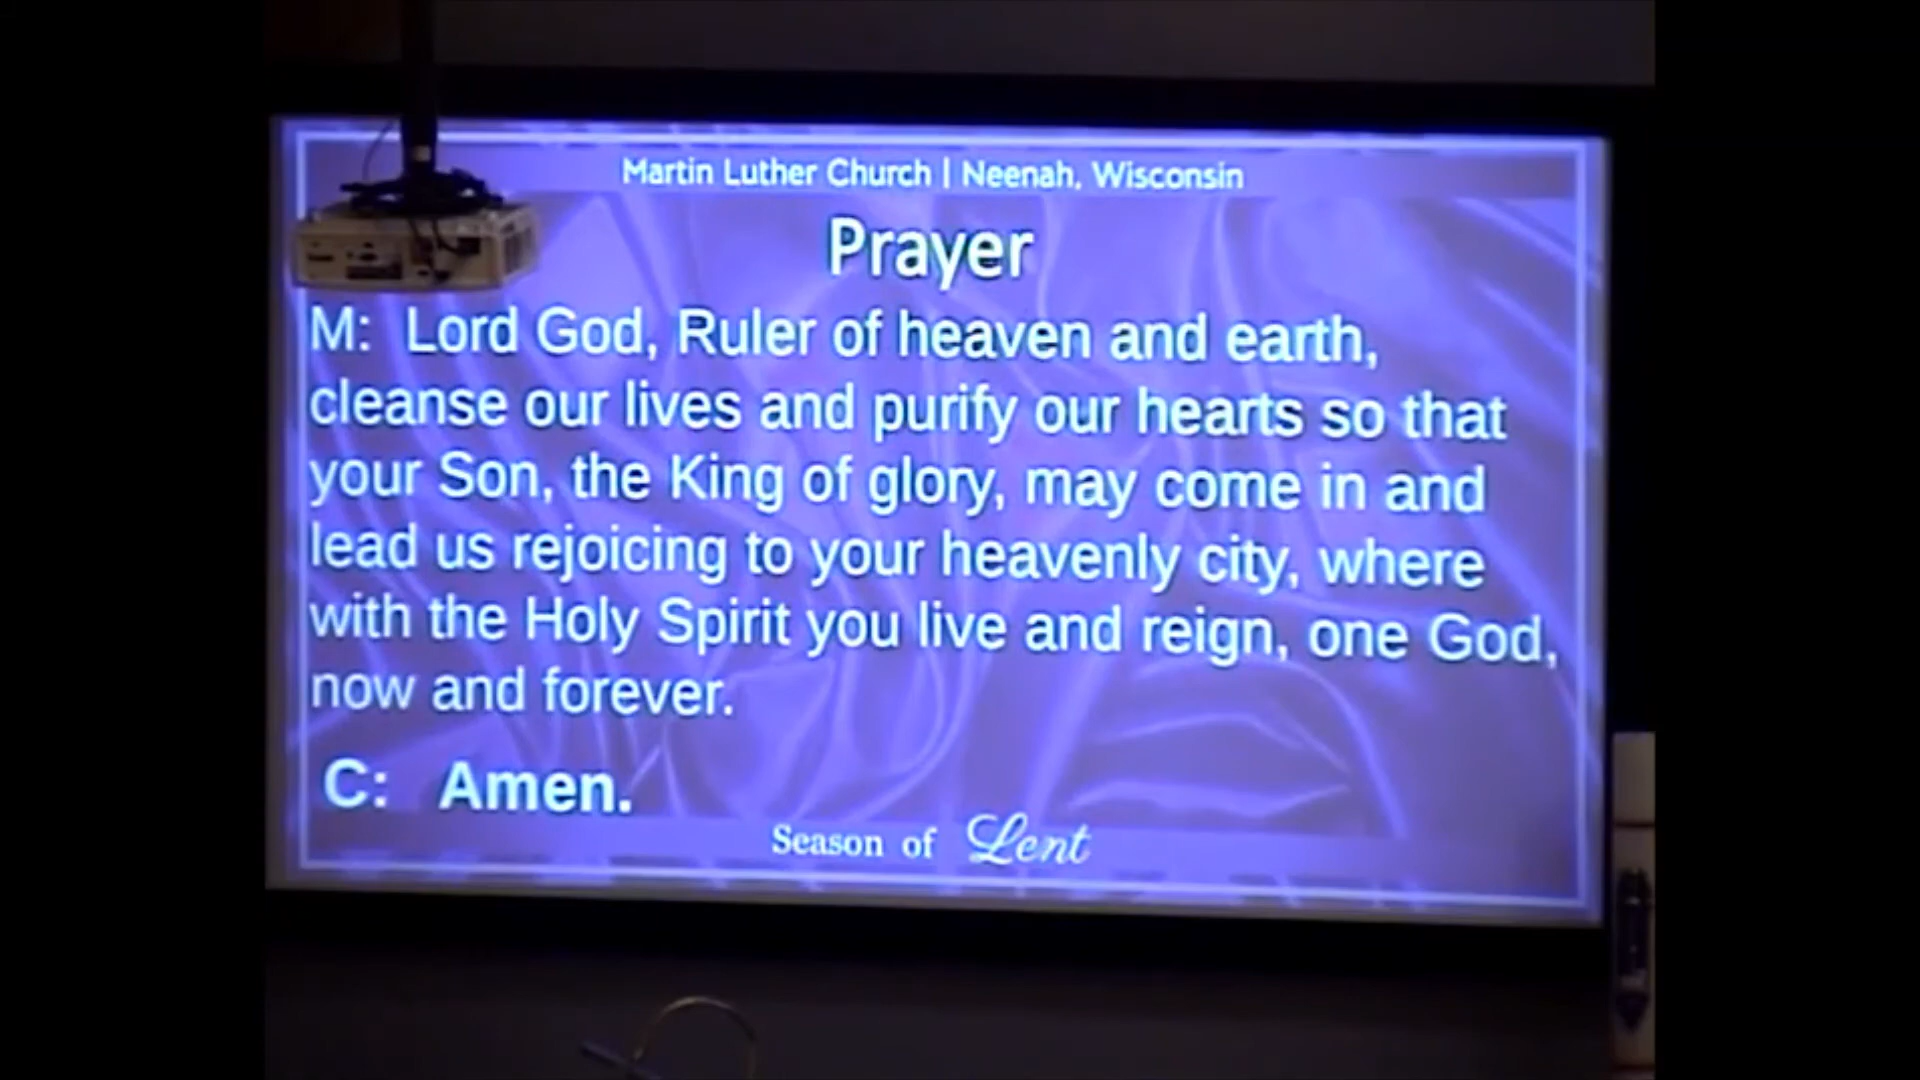 Martin Luther Church | Neenah, Wisconsin
Prayer
M: Lord God, Ruler of heaven and earth,
cleanse our lives and purify our hearts so that
your Son, the King of glory, may come in and
lead us rejoicing to your heavenly city, where
with the Holy Spirit you live and reign, one God,
now and forever.
C: Amen.
Season of Lent